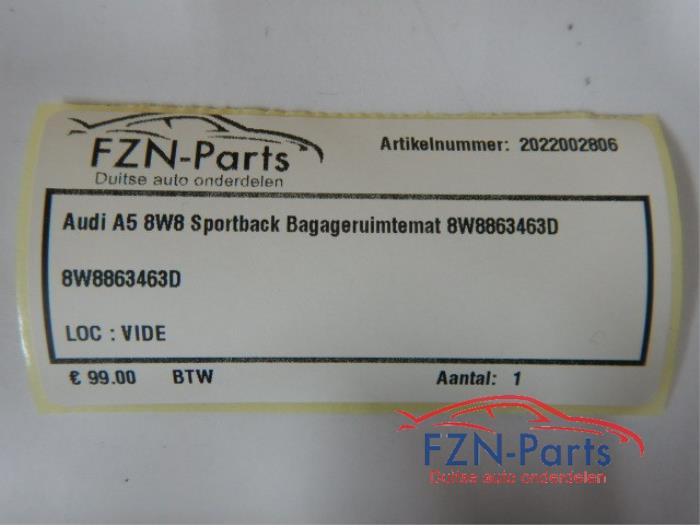 FZN-Parts
Duitse auto onderdelen
Artikelnummer: 2022002806
Audi A5 8W8 Sportback Bagageruimtemat 8W8863463D
8W8863463D
LOC : VIDE
€ 99.00 BTW Aantal: 1
FZN-Parts
Duitse auto onderdelen